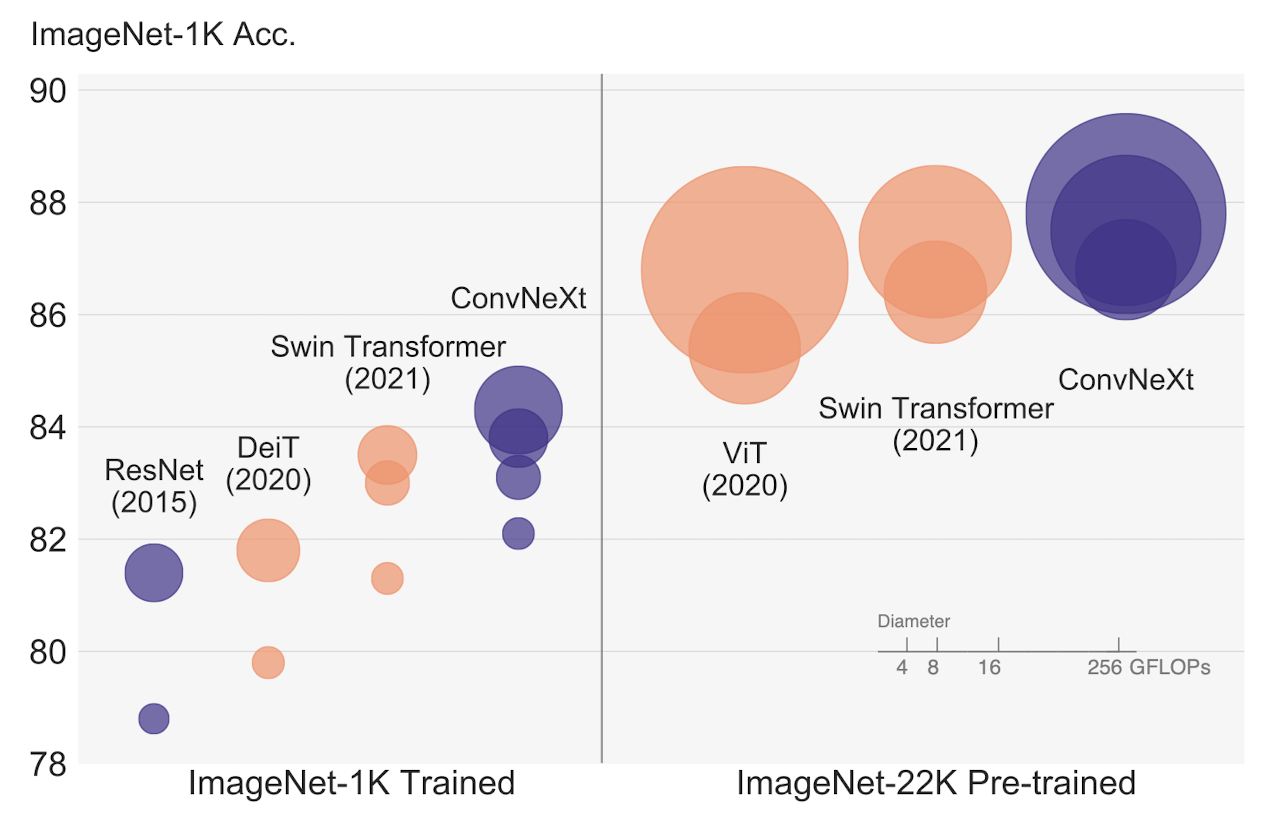 ImageNet-1K Acc.
90
88
86
84
82
80
78
ConvNeXt
Swin Transformer
(2021)
DeiT
(2020)
ResNet
(2015)
ViT
(2020)
Swin Transformer
(2021)
ConvNeXt
Diameter
4 8 16 256 GFLOPs
ImageNet-1K Trained
ImageNet-22K Pre-trained